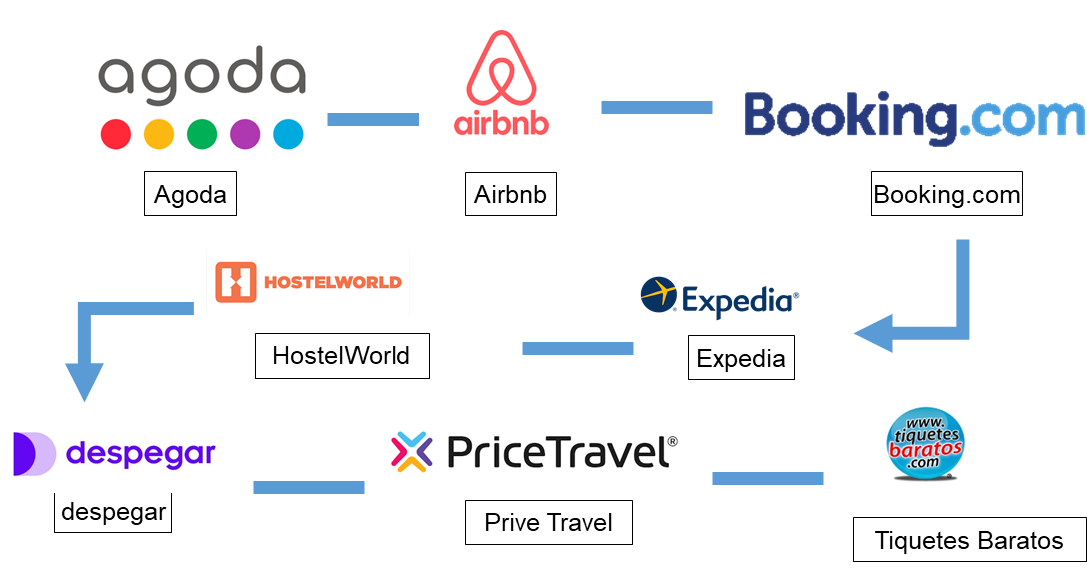 agoda
airbnb
Booking.com
Agoda
Airbnb
Booking.com
HOSTELWORLD
Expedia®
HostelWorld
Expedia
despegar
PriceTravel®
www.
tiquetes
baratos
.com
despegar
Prive Travel
Tiquetes Baratos